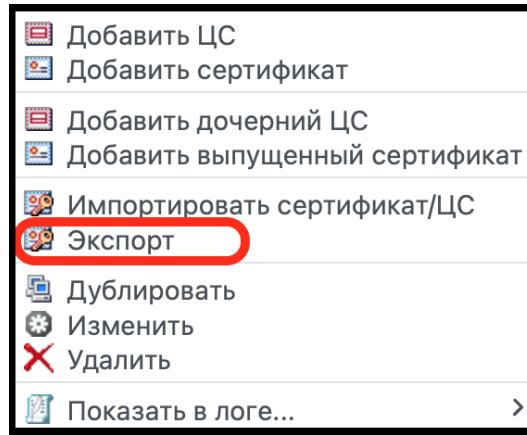 Добавить ЦС
Добавить сертификат
Добавить дочерний ЦС
Добавить выпущенный сертификат
Импортировать сертификат/ЦС
Экспорт
Дублировать
Изменить
Удалить
Показать в логе...